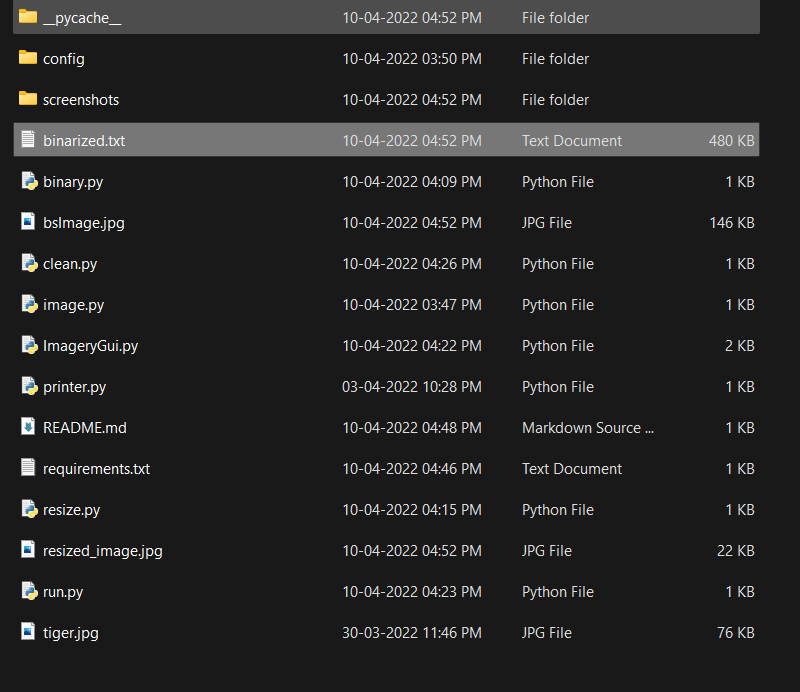 __pycache__ 10-04-2022 04:52 PM File folder
config 10-04-2022 03:50 PM File folder
screenshots 10-04-2022 04:52 PM File folder
binarized.txt 10-04-2022 04:52 PM Text Document 480 KB
binary.py 10-04-2022 04:09 PM Python File 1 KB
bsImage.jpg 10-04-2022 04:52 PM JPG File 146 KB
clean.py 10-04-2022 04:26 PM Python File 1 KB
image.py 10-04-2022 03:47 PM Python File 1 KB
ImageryGui.py 10-04-2022 04:22 PM Python File 2 KB
printer.py 03-04-2022 10:28 PM Python File 1 KB
README.md 10-04-2022 04:48 PM Markdown Source ... 1 KB
requirements.txt 10-04-2022 04:46 PM Text Document 1 KB
resize.py 10-04-2022 04:15 PM Python File 1 KB
resized_image.jpg 10-04-2022 04:52 PM JPG File 22 KB
run.py 10-04-2022 04:23 PM Python File 1 KB
tiger.jpg 30-03-2022 11:46 PM JPG File 76 KB